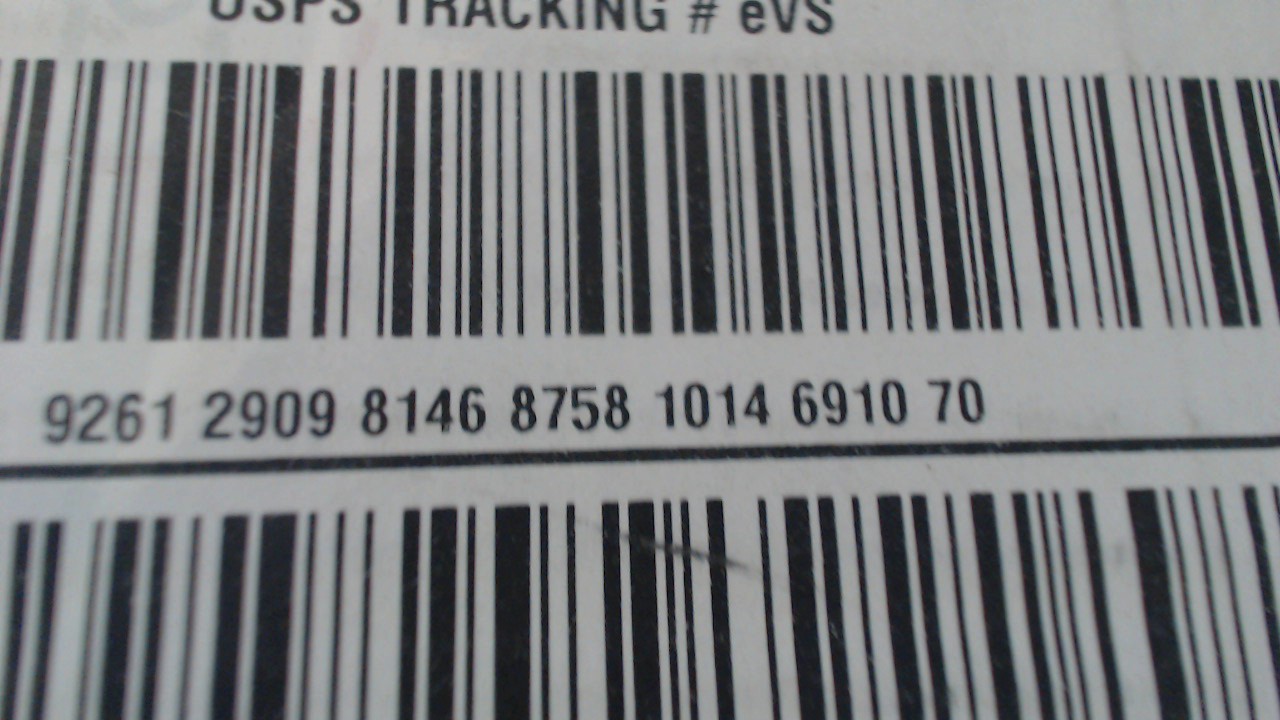 USPS TRACKING # eVS
9261 2909 8146 8758 1014 6910 70